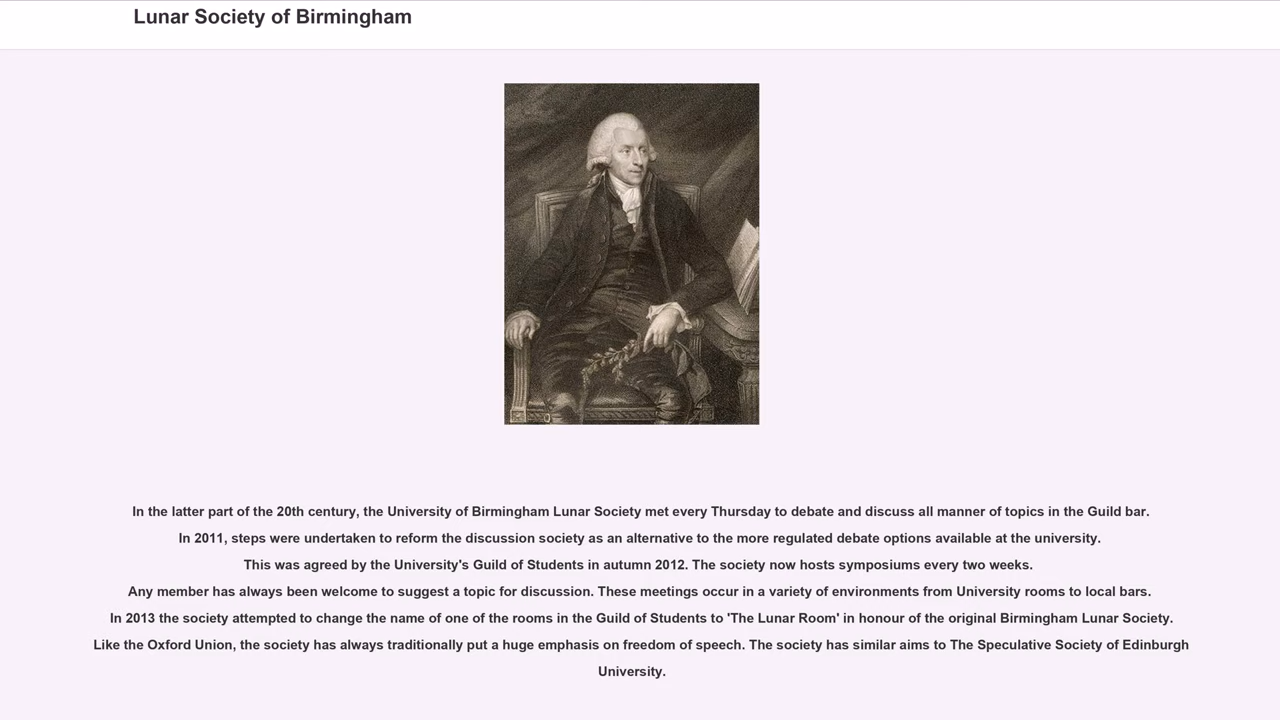 Lunar Society of Birmingham
In the latter part of the 20th century, the University of Birmingham Lunar Society met every Thursday to debate and discuss all manner of topics in the Guild bar.
In 2011, steps were undertaken to reform the discussion society as an alternative to the more regulated debate options available at the university.
This was agreed by the University's Guild of Students in autumn 2012. The society now hosts symposiums every two weeks.
Any member has always been welcome to suggest a topic for discussion. These meetings occur in a variety of environments from University rooms to local bars.
In 2013 the society attempted to change the name of one of the rooms in the Guild of Students to 'The Lunar Room' in honour of the original Birmingham Lunar Society.
Like the Oxford Union, the society has always traditionally put a huge emphasis on freedom of speech. The society has similar aims to The Speculative Society of Edinburgh
University.